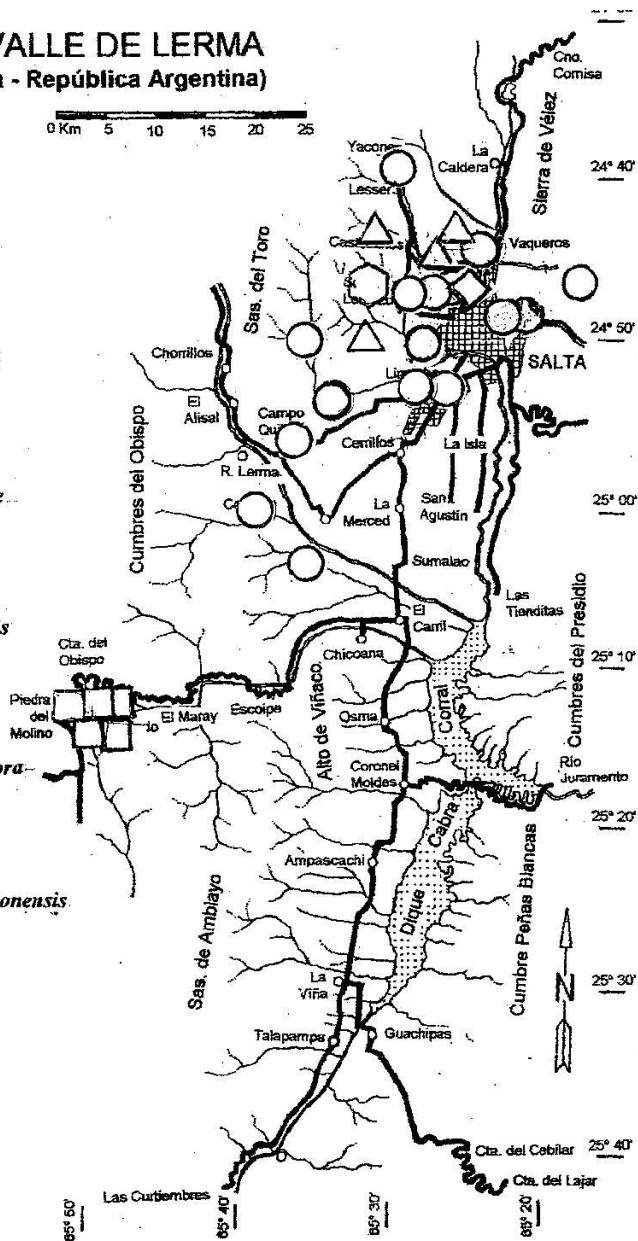 VALLE DE LERMA
- República Argentina)
0 Km 5 10 15 20 25
Cno. Cornisa
Yacones
La Caldera
24° 40'
Lesser
Sierra de Vélez
Vaqueros
Sas. del Toro
24° 50'
SALTA
Chorrillos
El Alisal
Campo
Cerrillos
La Isla
R. Lerma
Cumbres del Obispo
La Merced
San Agustín
25° 00'
Sumalao
Las Tienditas
El Carril
Cta. del Obispo
Chicoana
25° 10'
Cumbres del Presidio
Piedra del Molino
El Maray
Escoipe
Alto de Viñaco
Osma
Corral
Río Juramento
Coronel Moldes
25° 20'
Cabra
Ampascachi
Dique
Cumbre Peñas Blancas
Sas. de Amblayo
onensis
La Viña
N
25° 30'
Talapampa
Guachipas
25° 40'
Cta. del Cebilar
Cta. del Lajar
Las Curtiembres
65° 50'
65° 40'
65° 30'
65° 20'